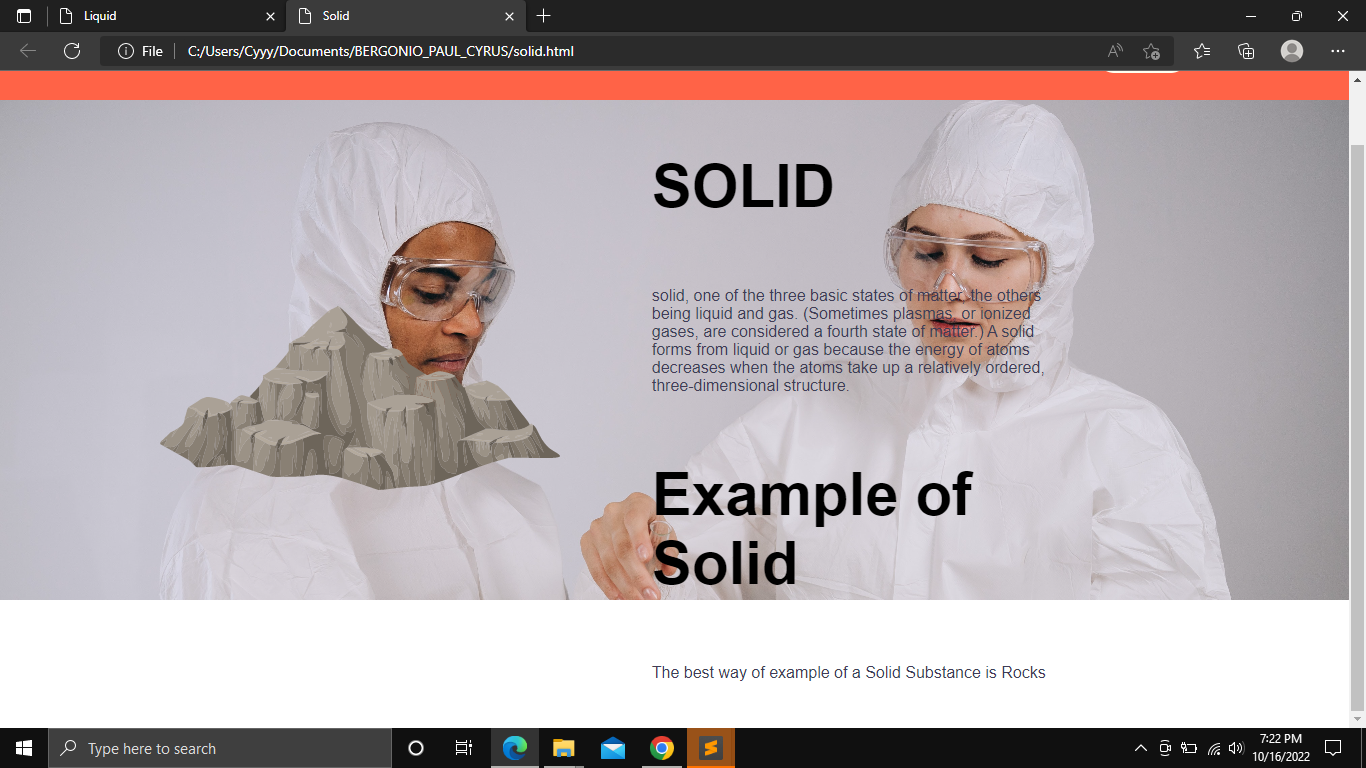 Liquid
Solid
File
C:/Users/Cyyy/Documents/BERGONIO_PAUL_CYRUS/solid.html
SOLID
solid, one of the three basic states of matter, the others
being liquid and gas. (Sometimes plasmas, or ionized
gases, are considered a fourth state of matter.) A solid
forms from liquid or gas because the energy of atoms
decreases when the atoms take up a relatively ordered,
three-dimensional structure.
Example of
Solid
The best way of example of a Solid Substance is Rocks
Type here to search
7:22 PM
10/16/2022